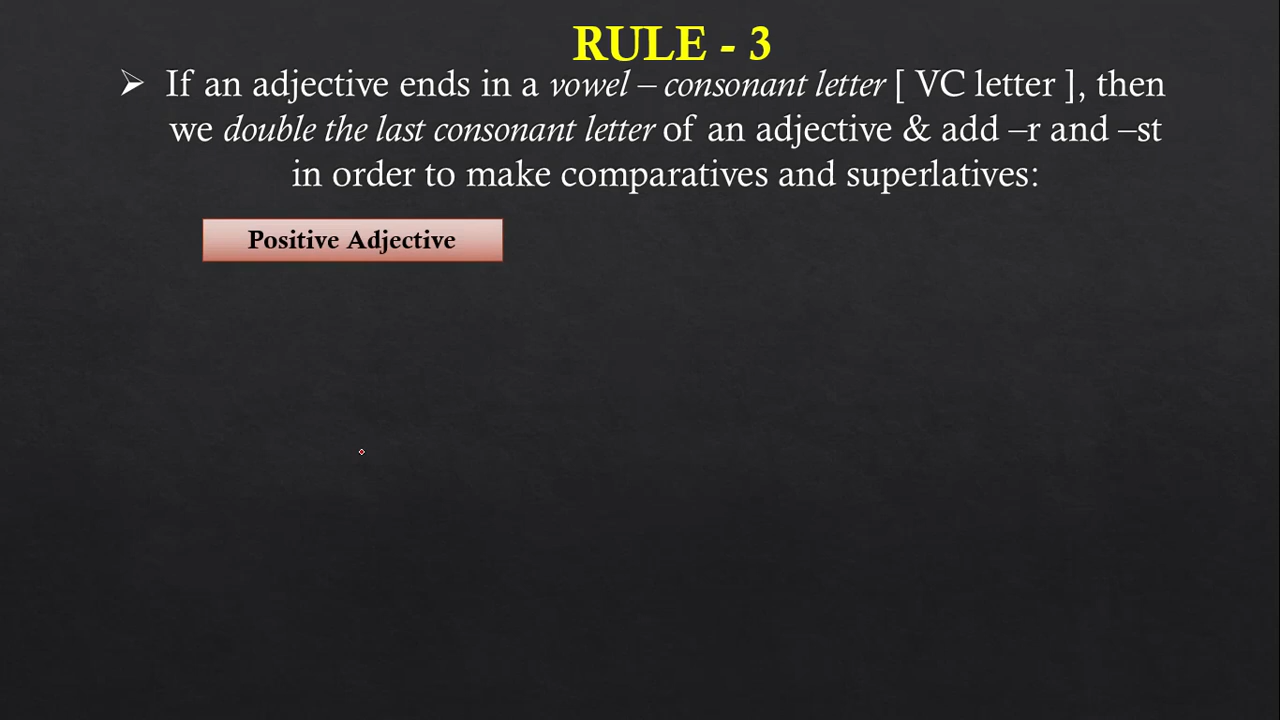 RULE - 3
➢ If an adjective ends in a vowel – consonant letter [ VC letter ], then
we double the last consonant letter of an adjective & add –r and –st
in order to make comparatives and superlatives:
Positive Adjective